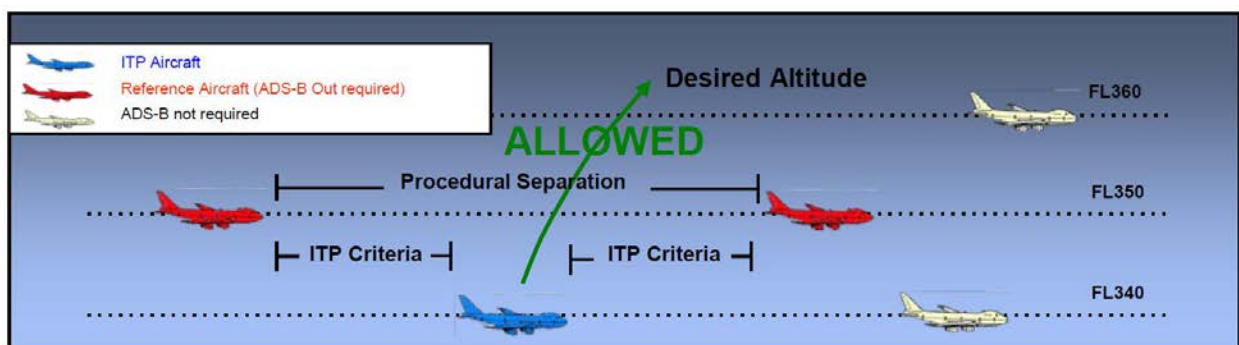 ITP Aircraft
Reference Aircraft (ADS-B Out required)
ADS-B not required
Desired Altitude
FL360
ALLOWED
Procedural Separation
FL350
ITP Criteria
ITP Criteria
FL340